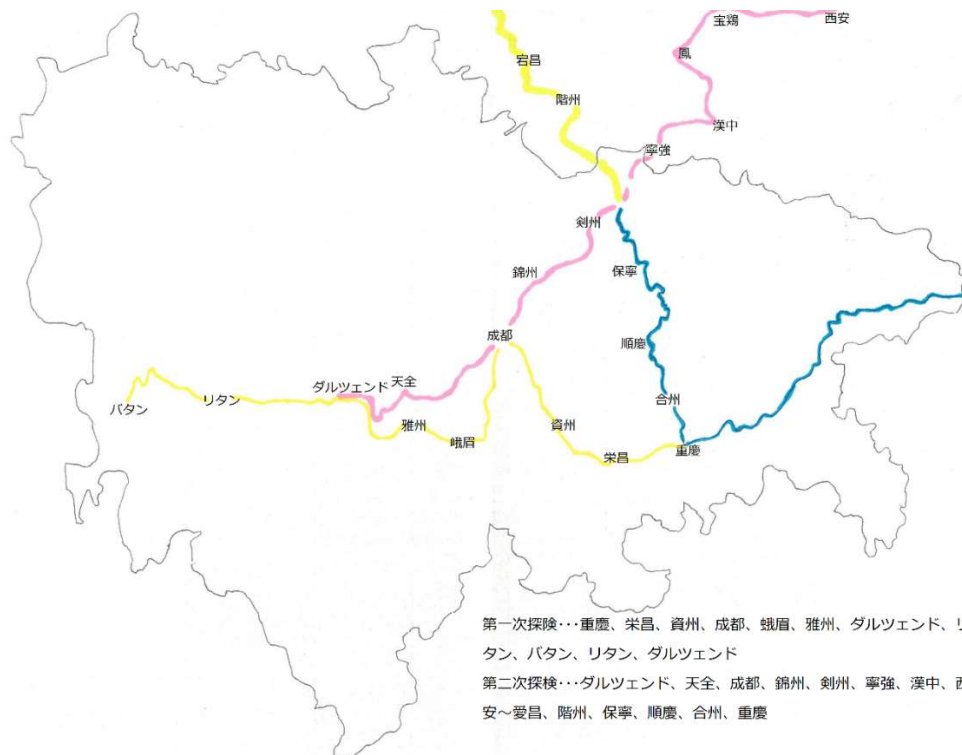 宝鶏
西安
鳳
宕昌
階州
漢中
寧強
剣州
保寧
錦州
順慶
成都
ダルツェンド
天全
合州
バタン
リタン
雅州
資州
峨眉
重慶
栄昌
第一次探険・・・重慶、栄昌、資州、成都、蛾眉、雅州、ダルツェンド、リ
タン、バタン、リタン、ダルツェンド
第二次探検・・・ダルツェンド、天全、成都、錦州、剣州、寧強、漢中、西
安～愛昌、階州、保寧、順慶、合州、重慶